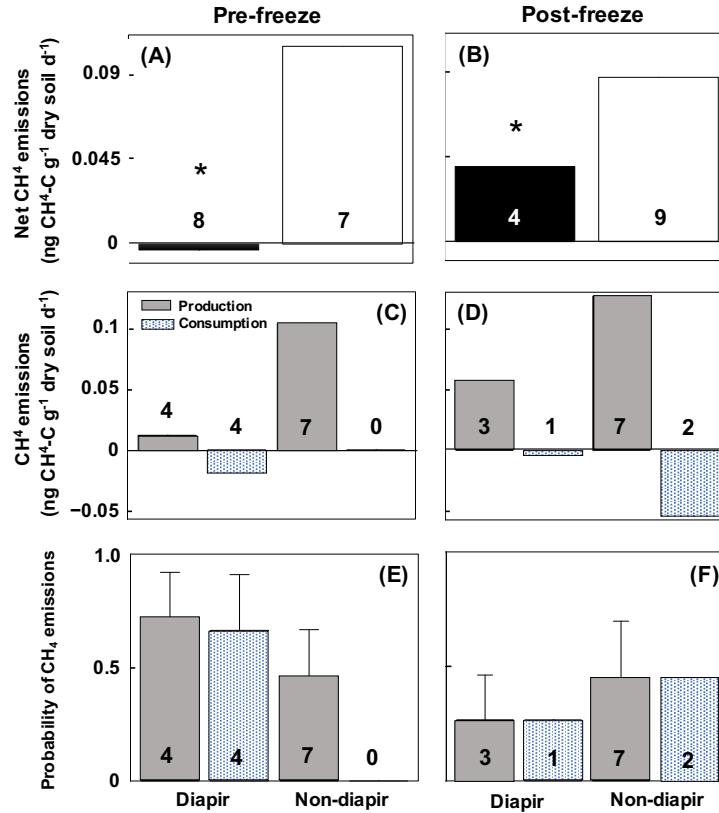 Pre-freeze
Post-freeze
Net CH⁴ emissions
(ng CH⁴-C g⁻¹ dry soil d⁻¹)
0.09
0.045
0
(A)
*
8
7
(B)
*
4
9
CH⁴ emissions
(ng CH⁴-C g⁻¹ dry soil d⁻¹)
0.1
0.05
0
−0.05
Production
Consumption
(C)
4
4
7
0
(D)
3
1
7
2
Probability of CH₄ emissions
1.0
0.5
0
(E)
4
4
7
0
(F)
3
1
7
2
Diapir
Non-diapir
Diapir
Non-diapir